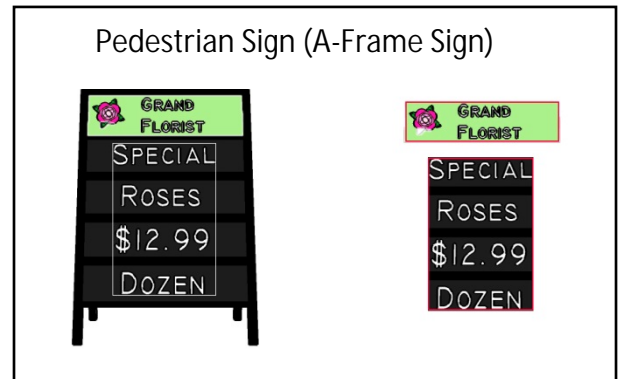 Pedestrian Sign (A-Frame Sign)
GRAND
FLORIST
SPECIAL
ROSES
$12.99
DOZEN
GRAND
FLORIST
SPECIAL
ROSES
$12.99
DOZEN